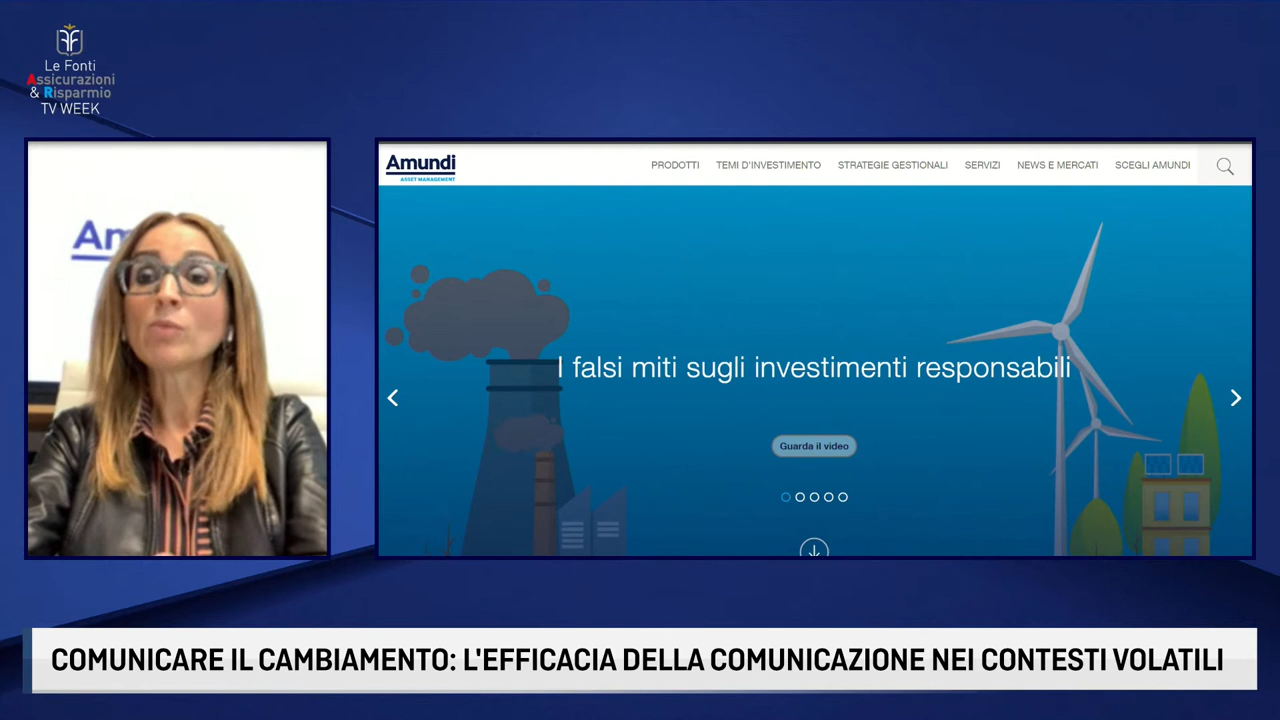 Le Fonti
Assicurazioni
& Risparmio
TV WEEK
Am
Amundi
ASSET MANAGEMENT
PRODOTTI TEMI D'INVESTIMENTO STRATEGIE GESTIONALI SERVIZI NEWS E MERCATI SCEGLI AMUNDI
I falsi miti sugli investimenti responsabili
Guarda il video
COMUNICARE IL CAMBIAMENTO: L'EFFICACIA DELLA COMUNICAZIONE NEI CONTESTI VOLATILI